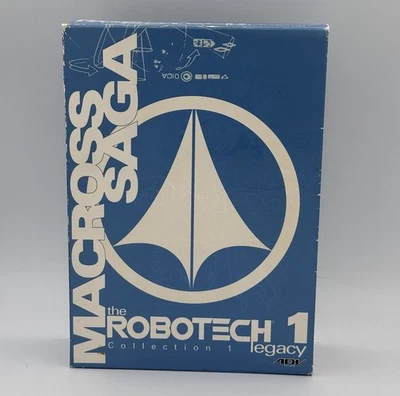 MACROSS
SAGA
the
ROBOTECH 1
Collection 1
legacy
ADV